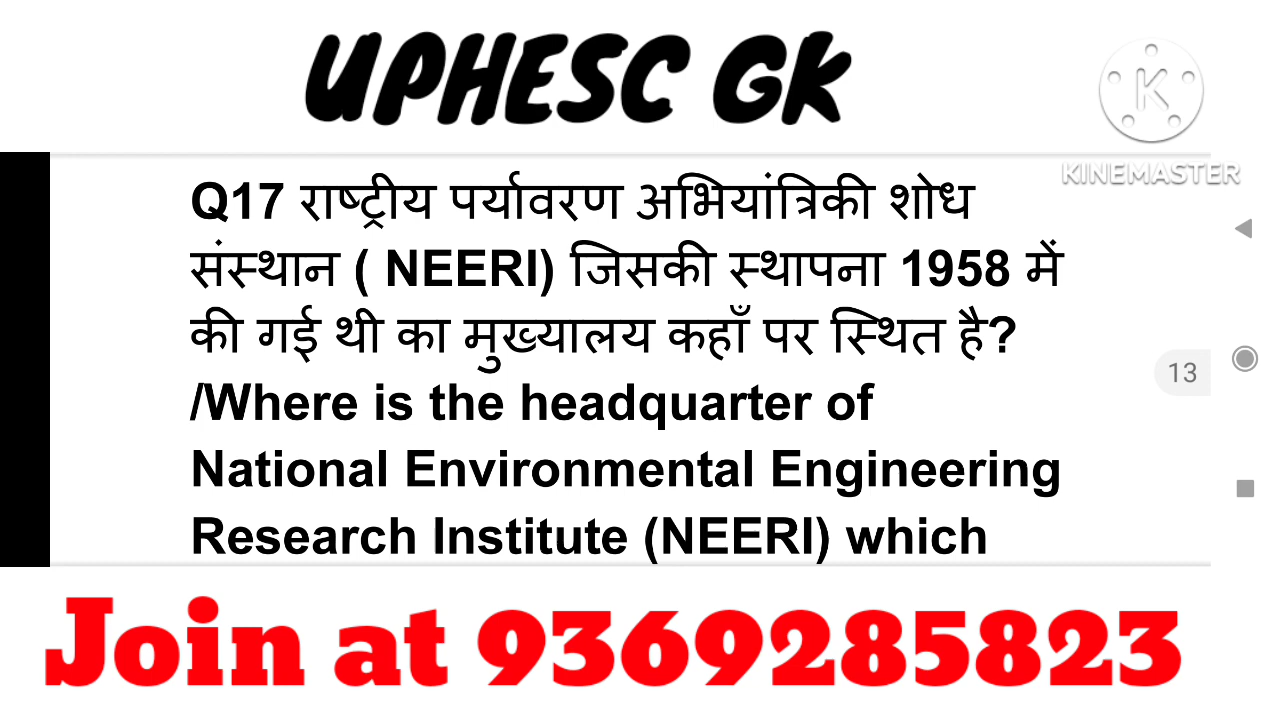 UPHESC GK
K
KINEMASTER
Q17 राष्ट्रीय पर्यावरण अभियांत्रिकी शोध
संस्थान ( NEERI) जिसकी स्थापना 1958 में
की गई थी का मुख्यालय कहाँ पर स्थित है?
/Where is the headquarter of
National Environmental Engineering
Research Institute (NEERI) which
13
Join at 9369285823